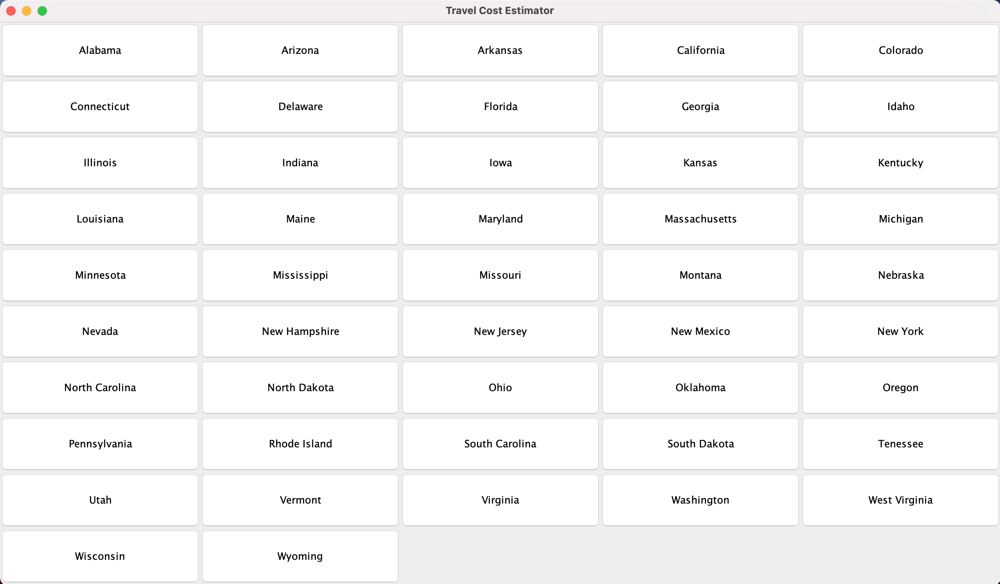 Travel Cost Estimator
Alabama
Arizona
Arkansas
California
Colorado
Connecticut
Delaware
Florida
Georgia
Idaho
Illinois
Indiana
Iowa
Kansas
Kentucky
Louisiana
Maine
Maryland
Massachusetts
Michigan
Minnesota
Mississippi
Missouri
Montana
Nebraska
Nevada
New Hampshire
New Jersey
New Mexico
New York
North Carolina
North Dakota
Ohio
Oklahoma
Oregon
Pennsylvania
Rhode Island
South Carolina
South Dakota
Tenessee
Utah
Vermont
Virginia
Washington
West Virginia
Wisconsin
Wyoming